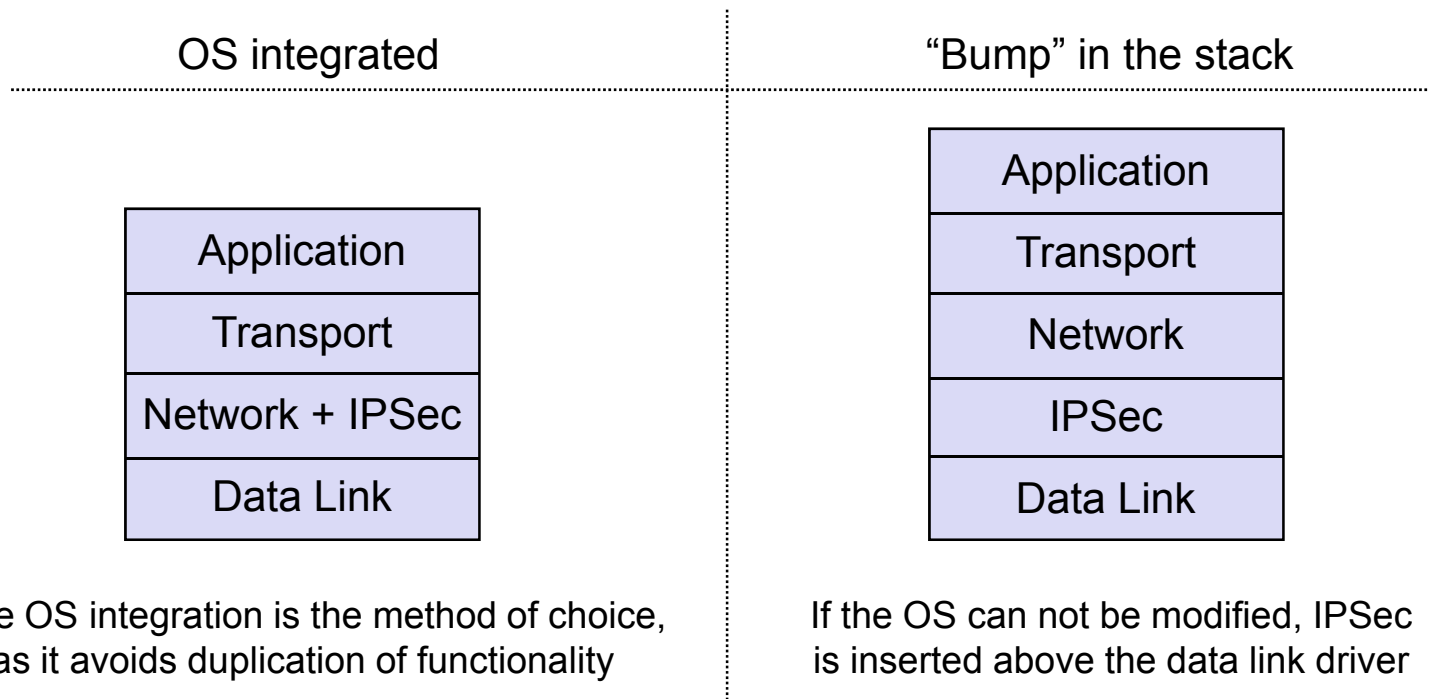 OS integrated
“Bump” in the stack
Application
Transport
Network + IPSec
Data Link
Application
Transport
Network
IPSec
Data Link
e OS integration is the method of choice,
as it avoids duplication of functionality
If the OS can not be modified, IPSec
is inserted above the data link driver